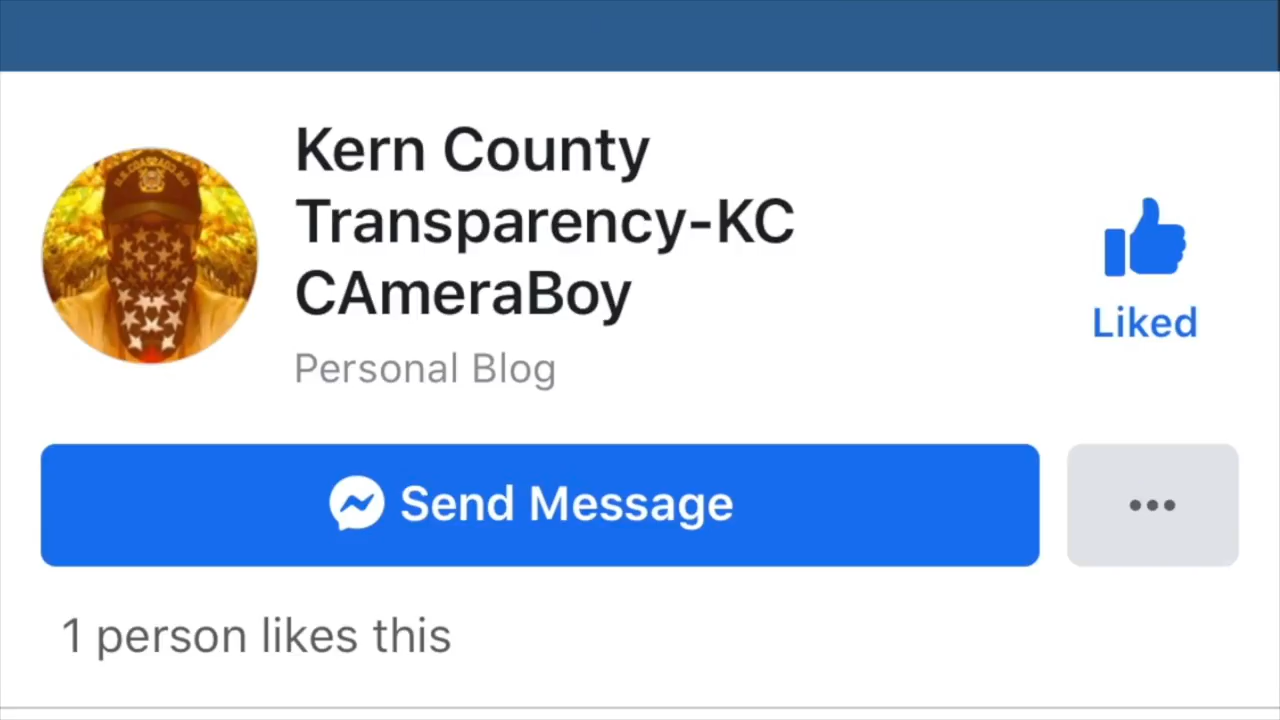 Kern County
Transparency-KC
CAmeraBoy
Personal Blog
Liked
Send Message
1 person likes this